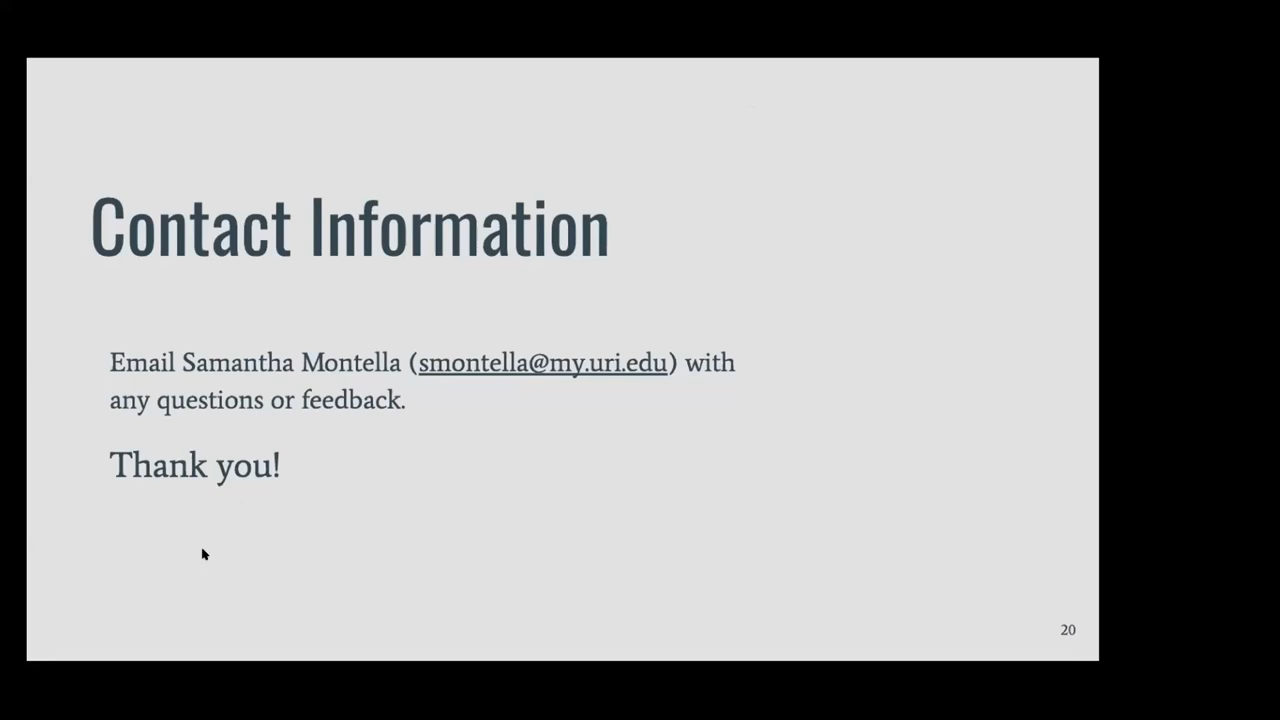 Contact Information
Email Samantha Montella (smontella@my.uri.edu) with
any questions or feedback.
Thank you!
20